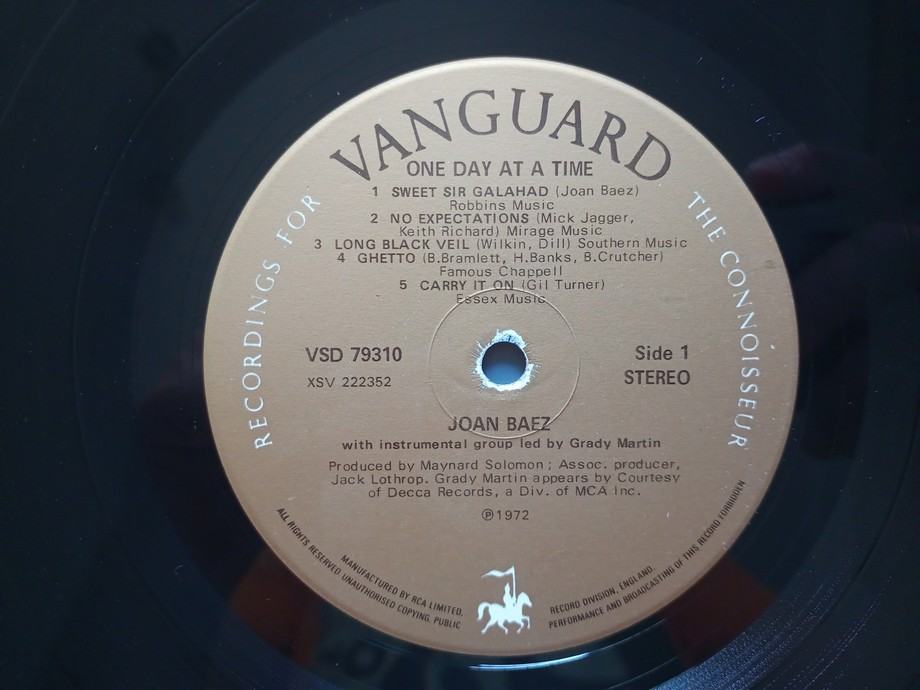 VANGUARD
RECORDINGS FOR
THE CONNOISSEUR
ONE DAY AT A TIME
1 SWEET SIR GALAHAD (Joan Baez)
Robbins Music
2 NO EXPECTATIONS (Mick Jagger,
Keith Richard) Mirage Music
3 LONG BLACK VEIL (Wilkin, Dill) Southern Music
4 GHETTO (B.Bramlett, H.Banks, B.Crutcher)
Famous Chappell
5 CARRY IT ON (Gil Turner)
Essex Music
VSD 79310
XSV 222352
Side 1
STEREO
JOAN BAEZ
with instrumental group led by Grady Martin
Produced by Maynard Solomon; Assoc. producer,
Jack Lothrop. Grady Martin appears by Courtesy
of Decca Records, a Div. of MCA Inc.
℗1972
MANUFACTURED BY RCA LIMITED, RECORD DIVISION, ENGLAND.
ALL RIGHTS RESERVED UNAUTHORISED COPYING, PUBLIC PERFORMANCE AND BROADCASTING OF THIS RECORD FORBIDDEN